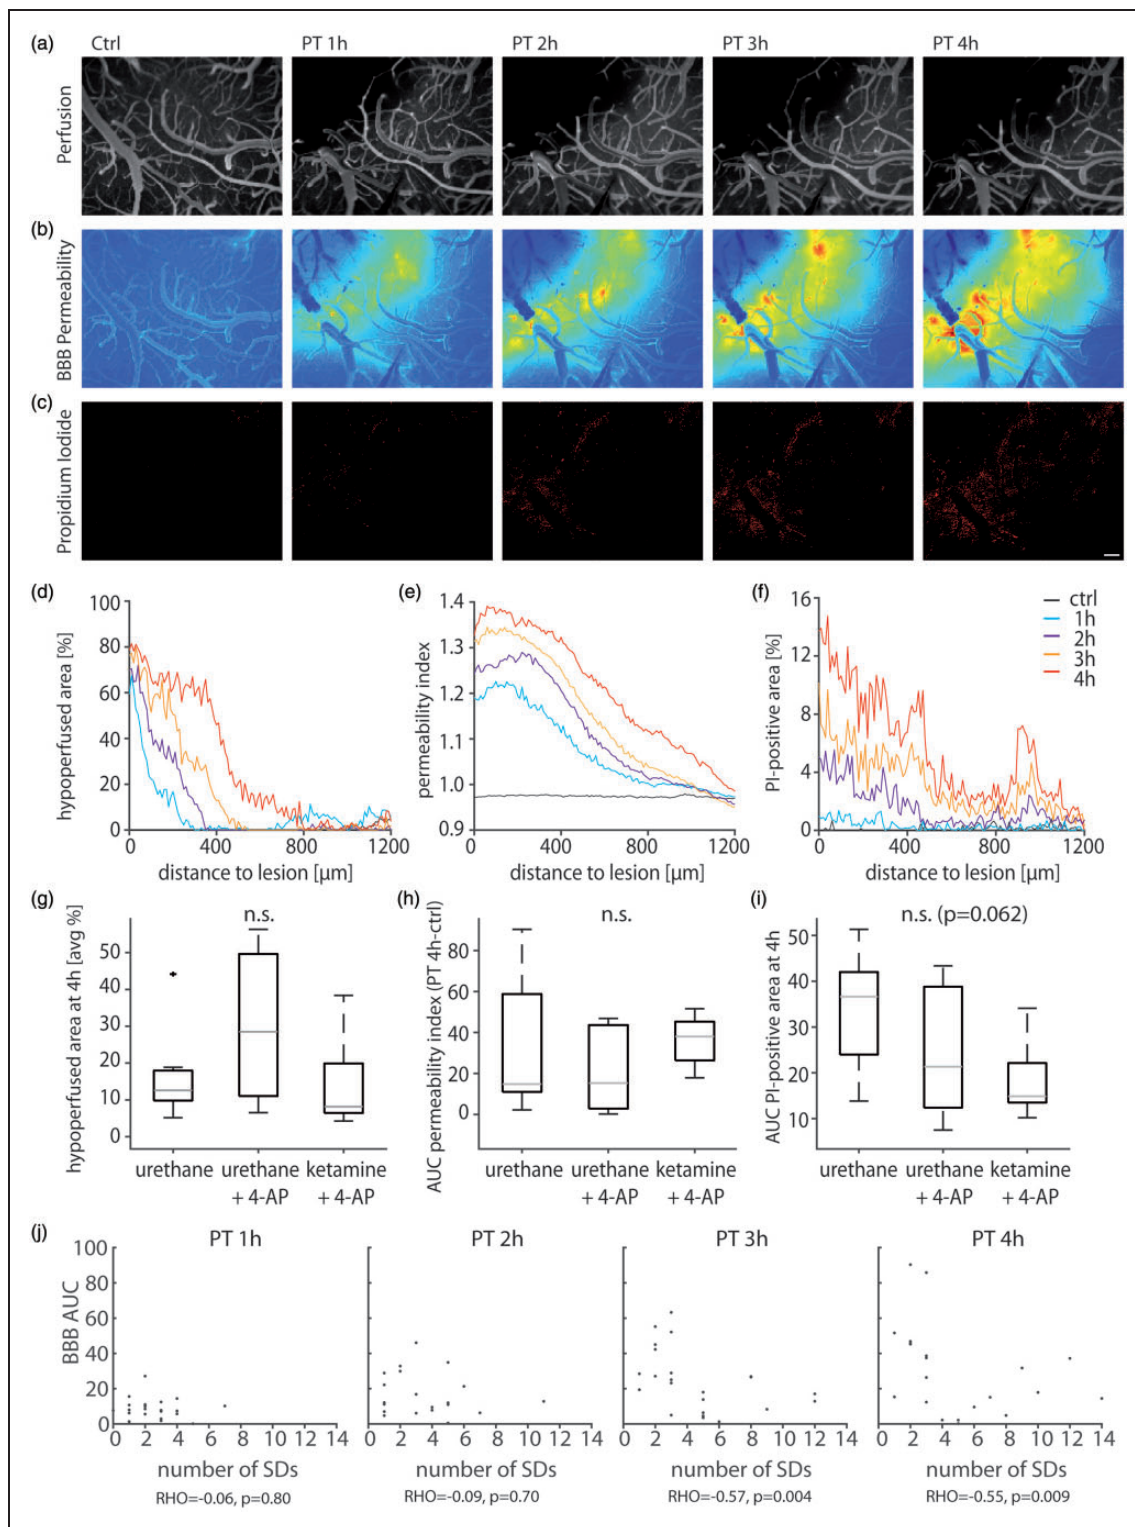 (a) Ctrl PT 1h PT 2h PT 3h PT 4h
Perfusion
(b)
BBB Permeability
(c)
Propidium Iodide
(d)
hypoperfused area [%]
100
80
60
40
20
0
0 400 800 1200
distance to lesion [µm]
(e)
permeability index
1.4
1.3
1.2
1.1
1.0
0.9
0 400 800 1200
distance to lesion [µm]
(f)
PI-positive area [%]
16
12
8
4
0
0 400 800 1200
distance to lesion [µm]
ctrl
1h
2h
3h
4h
(g)
n.s.
hypoperfused area at 4h [avg %]
50
40
30
20
10
0
urethane urethane ketamine
+ 4-AP + 4-AP
(h)
n.s.
AUC permeability index (PT 4h-ctrl)
80
60
40
20
0
urethane urethane ketamine
+ 4-AP + 4-AP
(i)
n.s. (p=0.062)
AUC PI-positive area at 4h
50
40
30
20
10
urethane urethane ketamine
+ 4-AP + 4-AP
(j)
PT 1h PT 2h PT 3h PT 4h
BBB AUC
100
80
60
40
20
0
0 2 4 6 8 10 12 14 0 2 4 6 8 10 12 14 0 2 4 6 8 10 12 14 0 2 4 6 8 10 12 14
number of SDs number of SDs number of SDs number of SDs
RHO=-0.06, p=0.80 RHO=-0.09, p=0.70 RHO=-0.57, p=0.004 RHO=-0.55, p=0.009